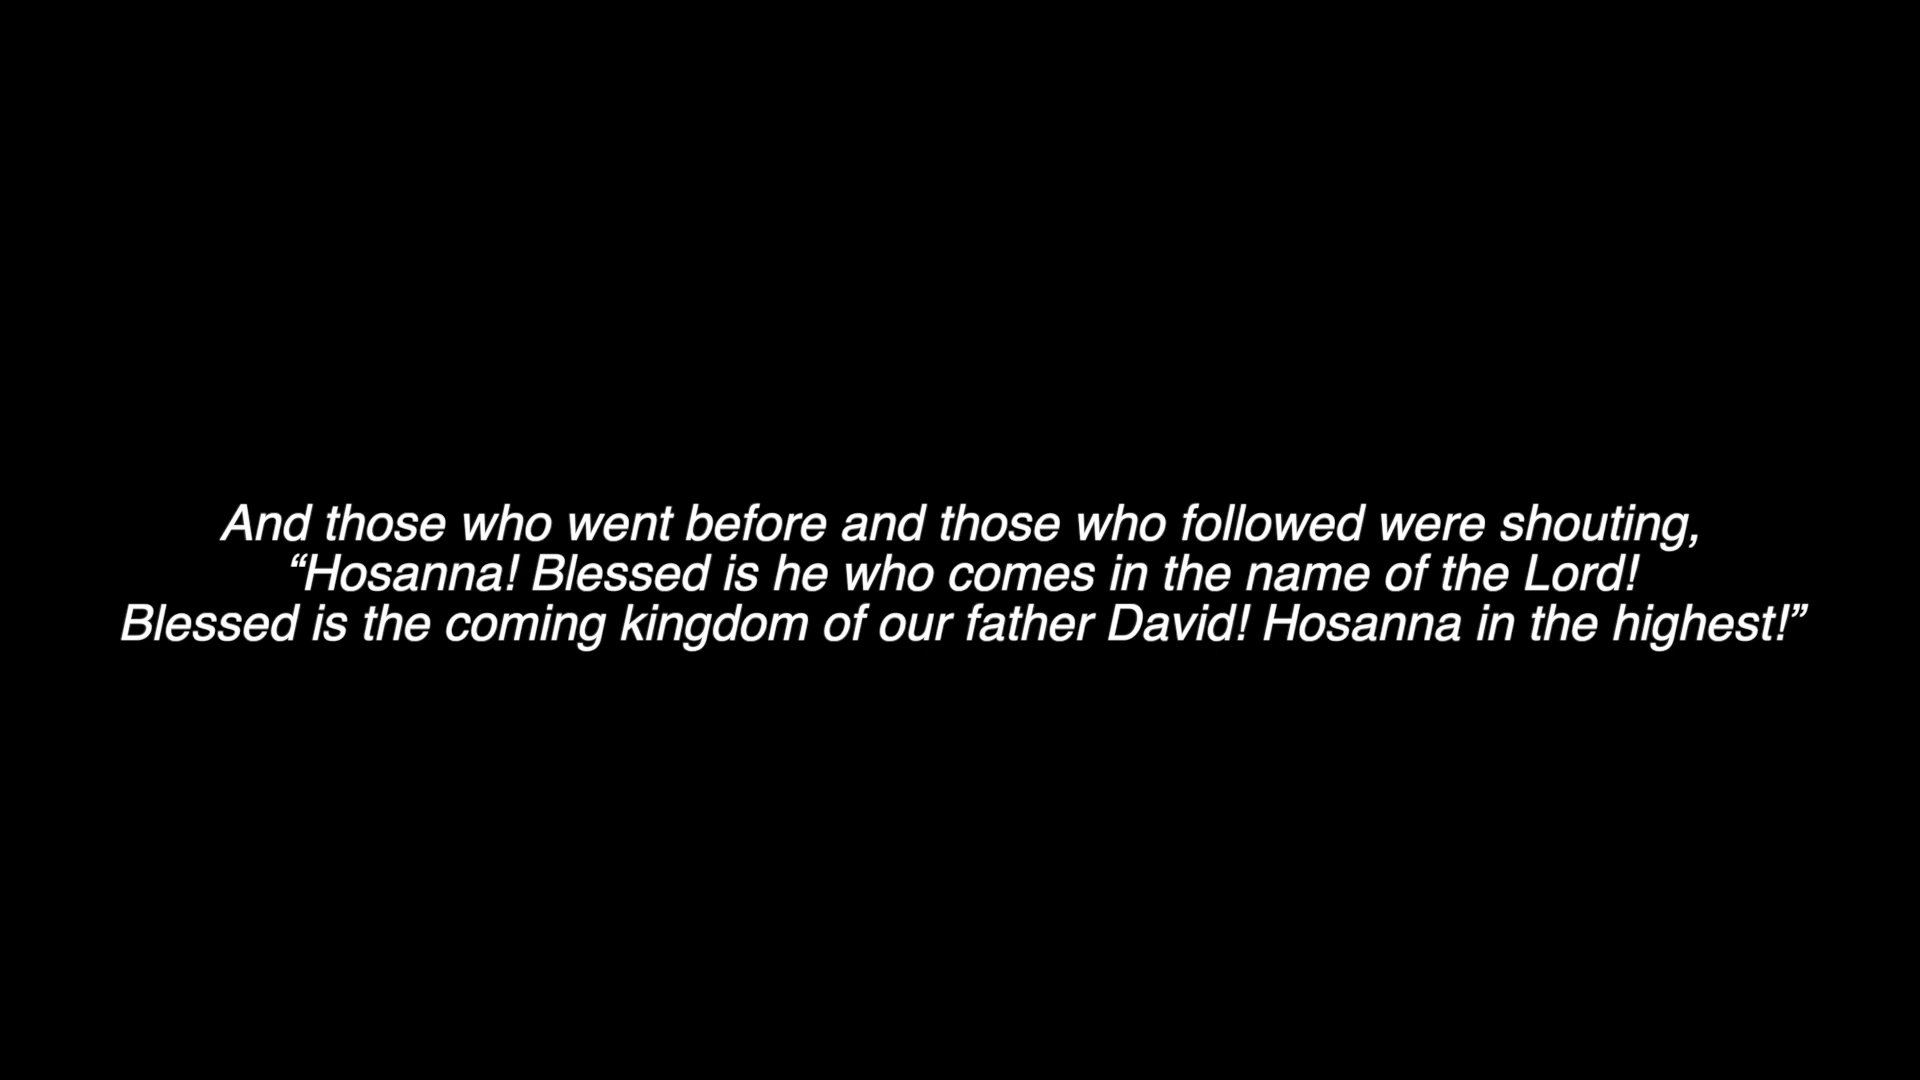 And those who went before and those who followed were shouting,
“Hosanna! Blessed is he who comes in the name of the Lord!
Blessed is the coming kingdom of our father David! Hosanna in the highest!”